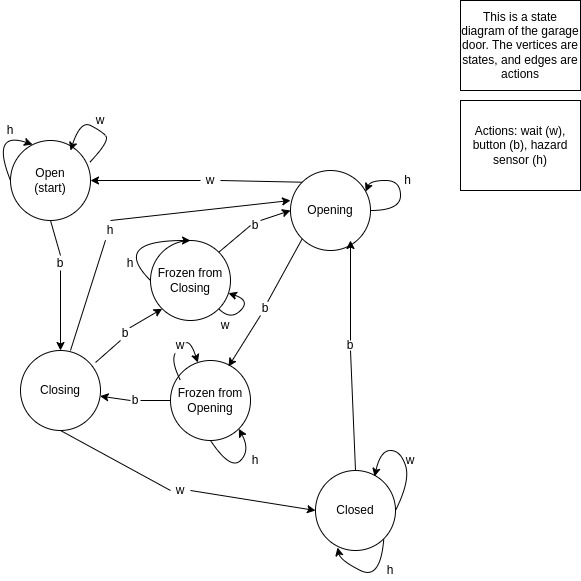 This is a state
diagram of the garage
door. The vertices are
states, and edges are
actions
Actions: wait (w),
button (b), hazard
sensor (h)
w
h
Open
(start)
w
h
Opening
h
b
b
h
Frozen from
Closing
b
w
b
b
w
Closing
Frozen from
Opening
b
h
w
w
Closed
h